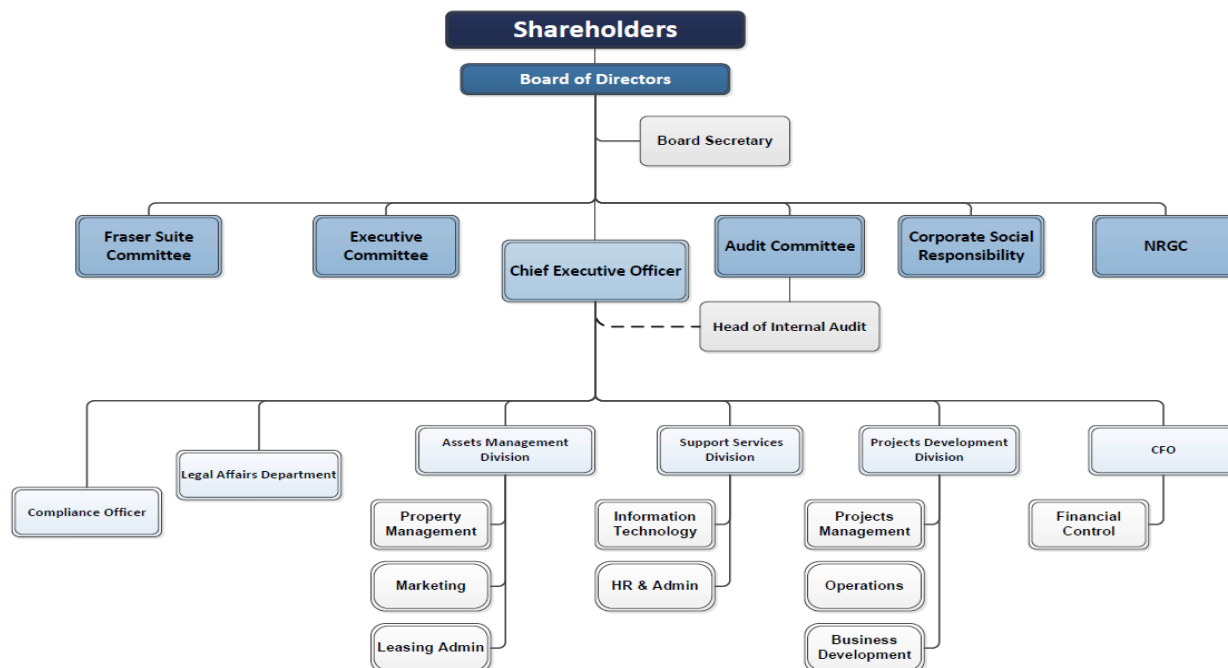 Shareholders
Board of Directors
Board Secretary
Fraser Suite
Committee
Executive
Committee
Chief Executive Officer
Audit Committee
Corporate Social
Responsibility
NRGC
Head of Internal Audit
Compliance Officer
Legal Affairs Department
Assets Management
Division
Support Services
Division
Projects Development
Division
CFO
Property
Management
Marketing
Leasing Admin
Information
Technology
HR & Admin
Projects
Management
Operations
Business
Development
Financial
Control